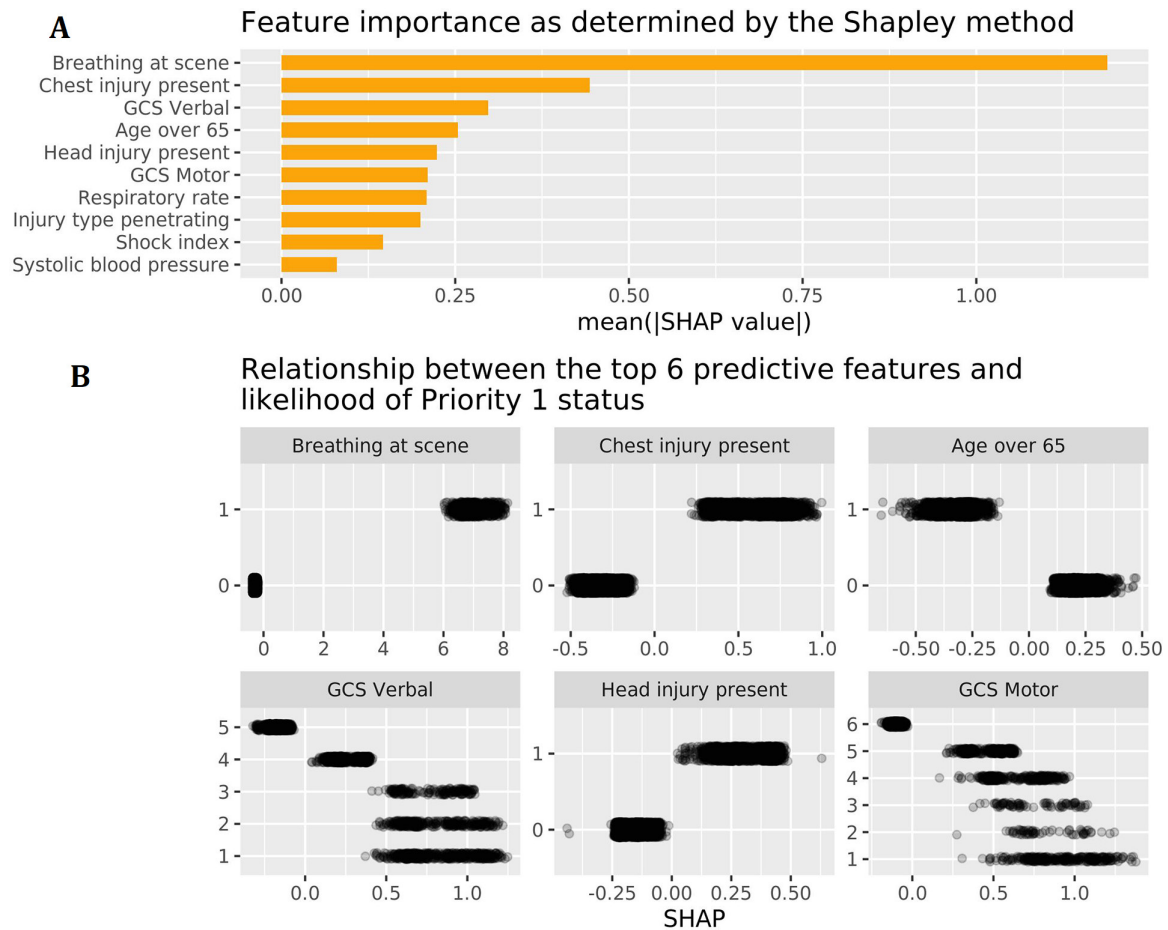 A
Feature importance as determined by the Shapley method
Breathing at scene
Chest injury present
GCS Verbal
Age over 65
Head injury present
GCS Motor
Respiratory rate
Injury type penetrating
Shock index
Systolic blood pressure
0.00 0.25 0.50 0.75 1.00
mean(|SHAP value|)
B
Relationship between the top 6 predictive features and
likelihood of Priority 1 status
Breathing at scene Chest injury present Age over 65
1 1 1
0 0 0
0 2 4 6 8 -0.5 0.0 0.5 1.0 -0.50 -0.25 0.00 0.25 0.50
GCS Verbal Head injury present GCS Motor
5
4
3
2
1
0.0 0.5 1.0
1
0
-0.25 0.00 0.25 0.50
6
5
4
3
2
1
0.0 0.5 1.0
SHAP